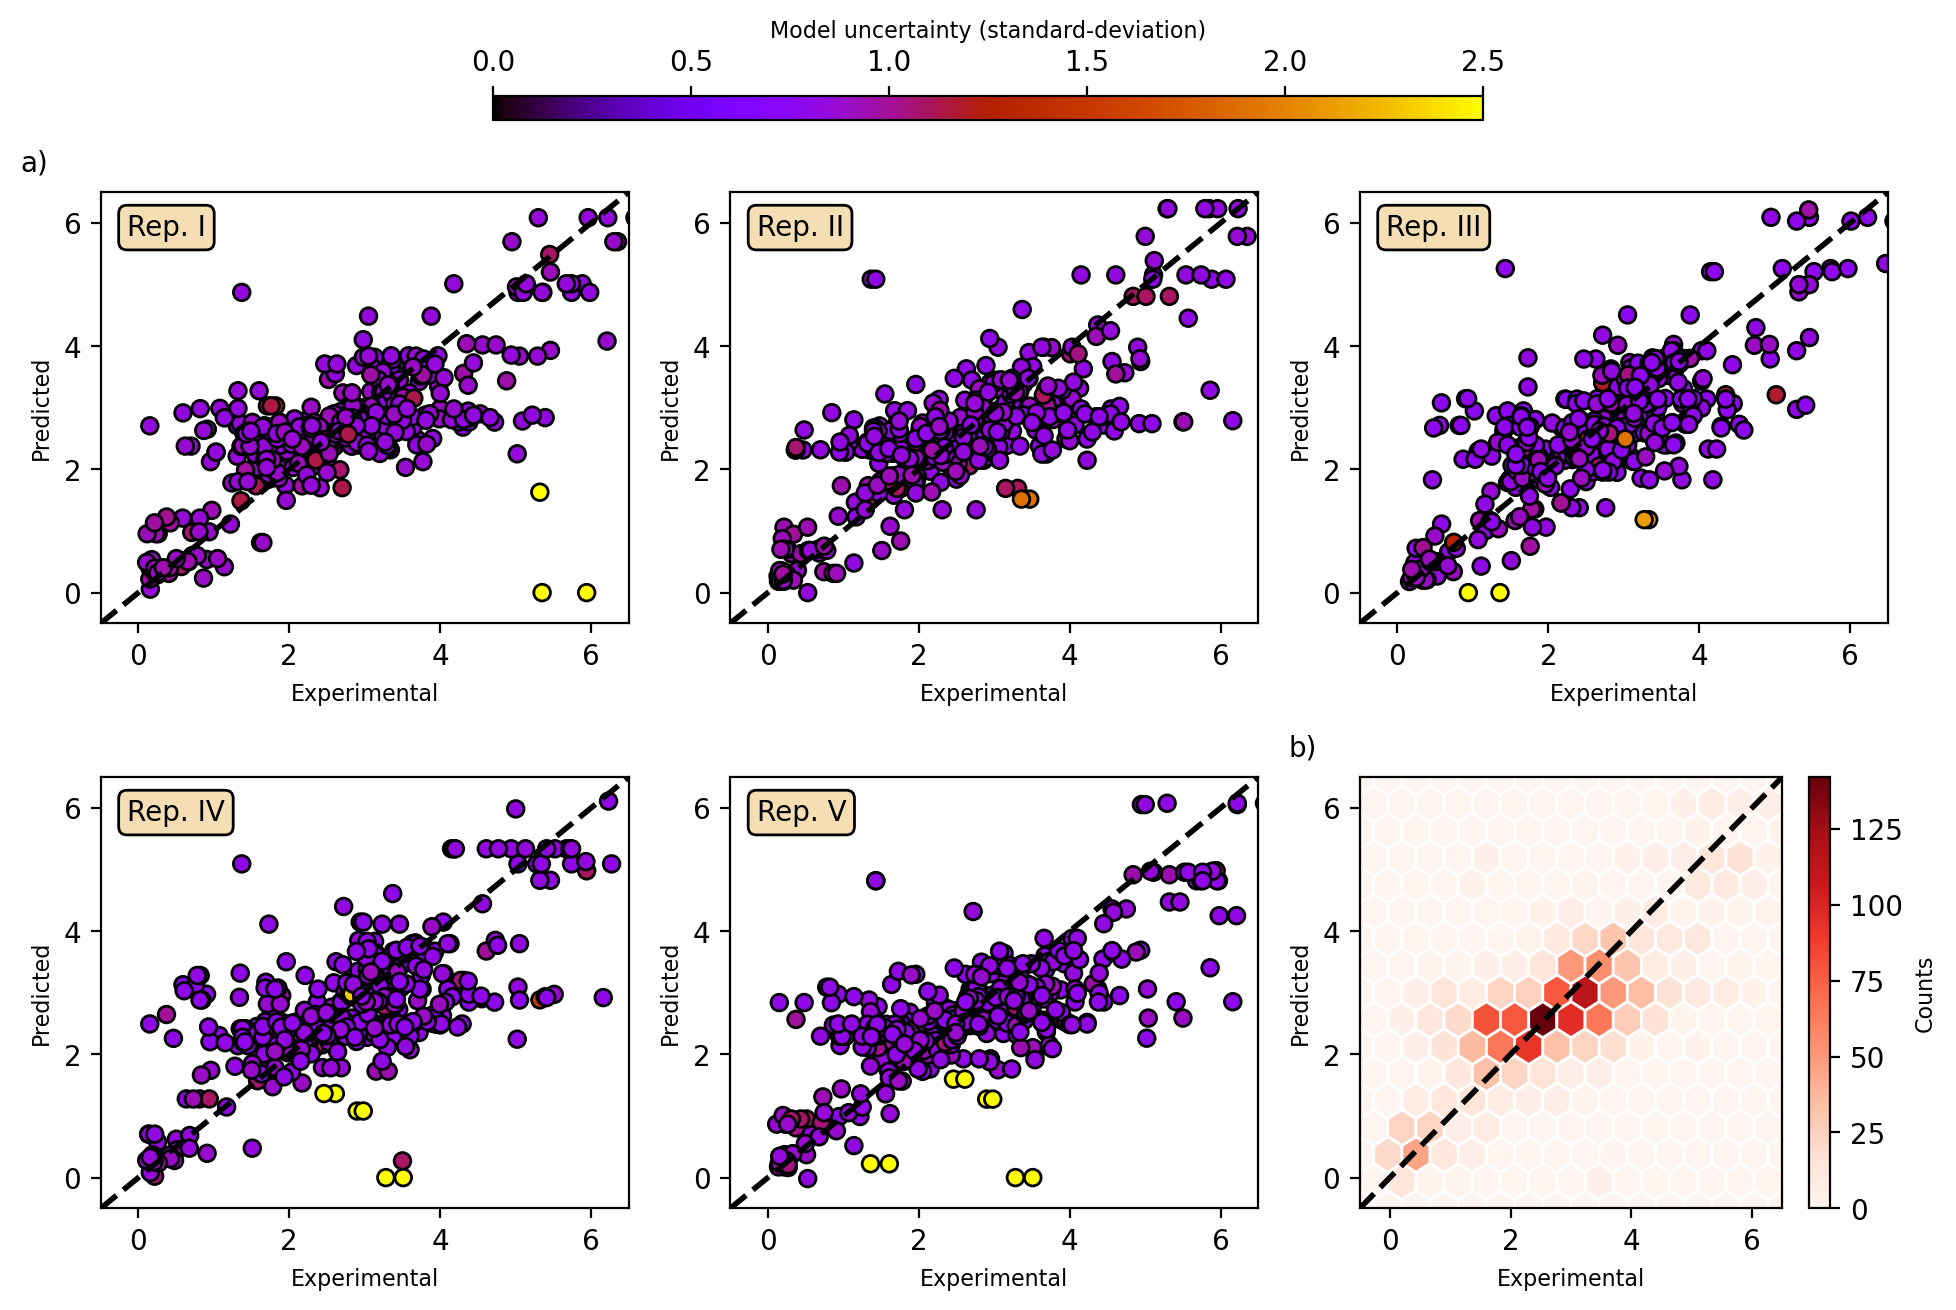 Model uncertainty (standard-deviation)
0.0 0.5 1.0 1.5 2.0 2.5
a)
Rep. I
Predicted
6
4
2
0
0 2 4 6
Experimental
Rep. II
Predicted
6
4
2
0
0 2 4 6
Experimental
Rep. III
Predicted
6
4
2
0
0 2 4 6
Experimental
Rep. IV
Predicted
6
4
2
0
0 2 4 6
Experimental
Rep. V
Predicted
6
4
2
0
0 2 4 6
Experimental
b)
Predicted
6
4
2
0
0 2 4 6
Experimental
125
100
75
50
25
0
Counts